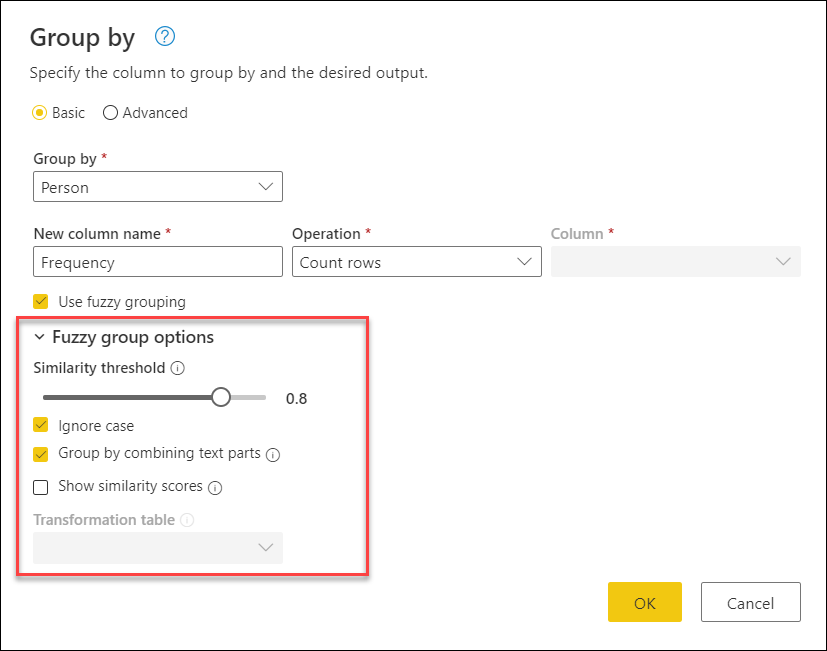 Group by
Specify the column to group by and the desired output.
Basic Advanced
Group by *
Person
New column name * Operation * Column *
Frequency Count rows
Use fuzzy grouping
Fuzzy group options
Similarity threshold
0.8
Ignore case
Group by combining text parts
Show similarity scores
Transformation table
OK Cancel